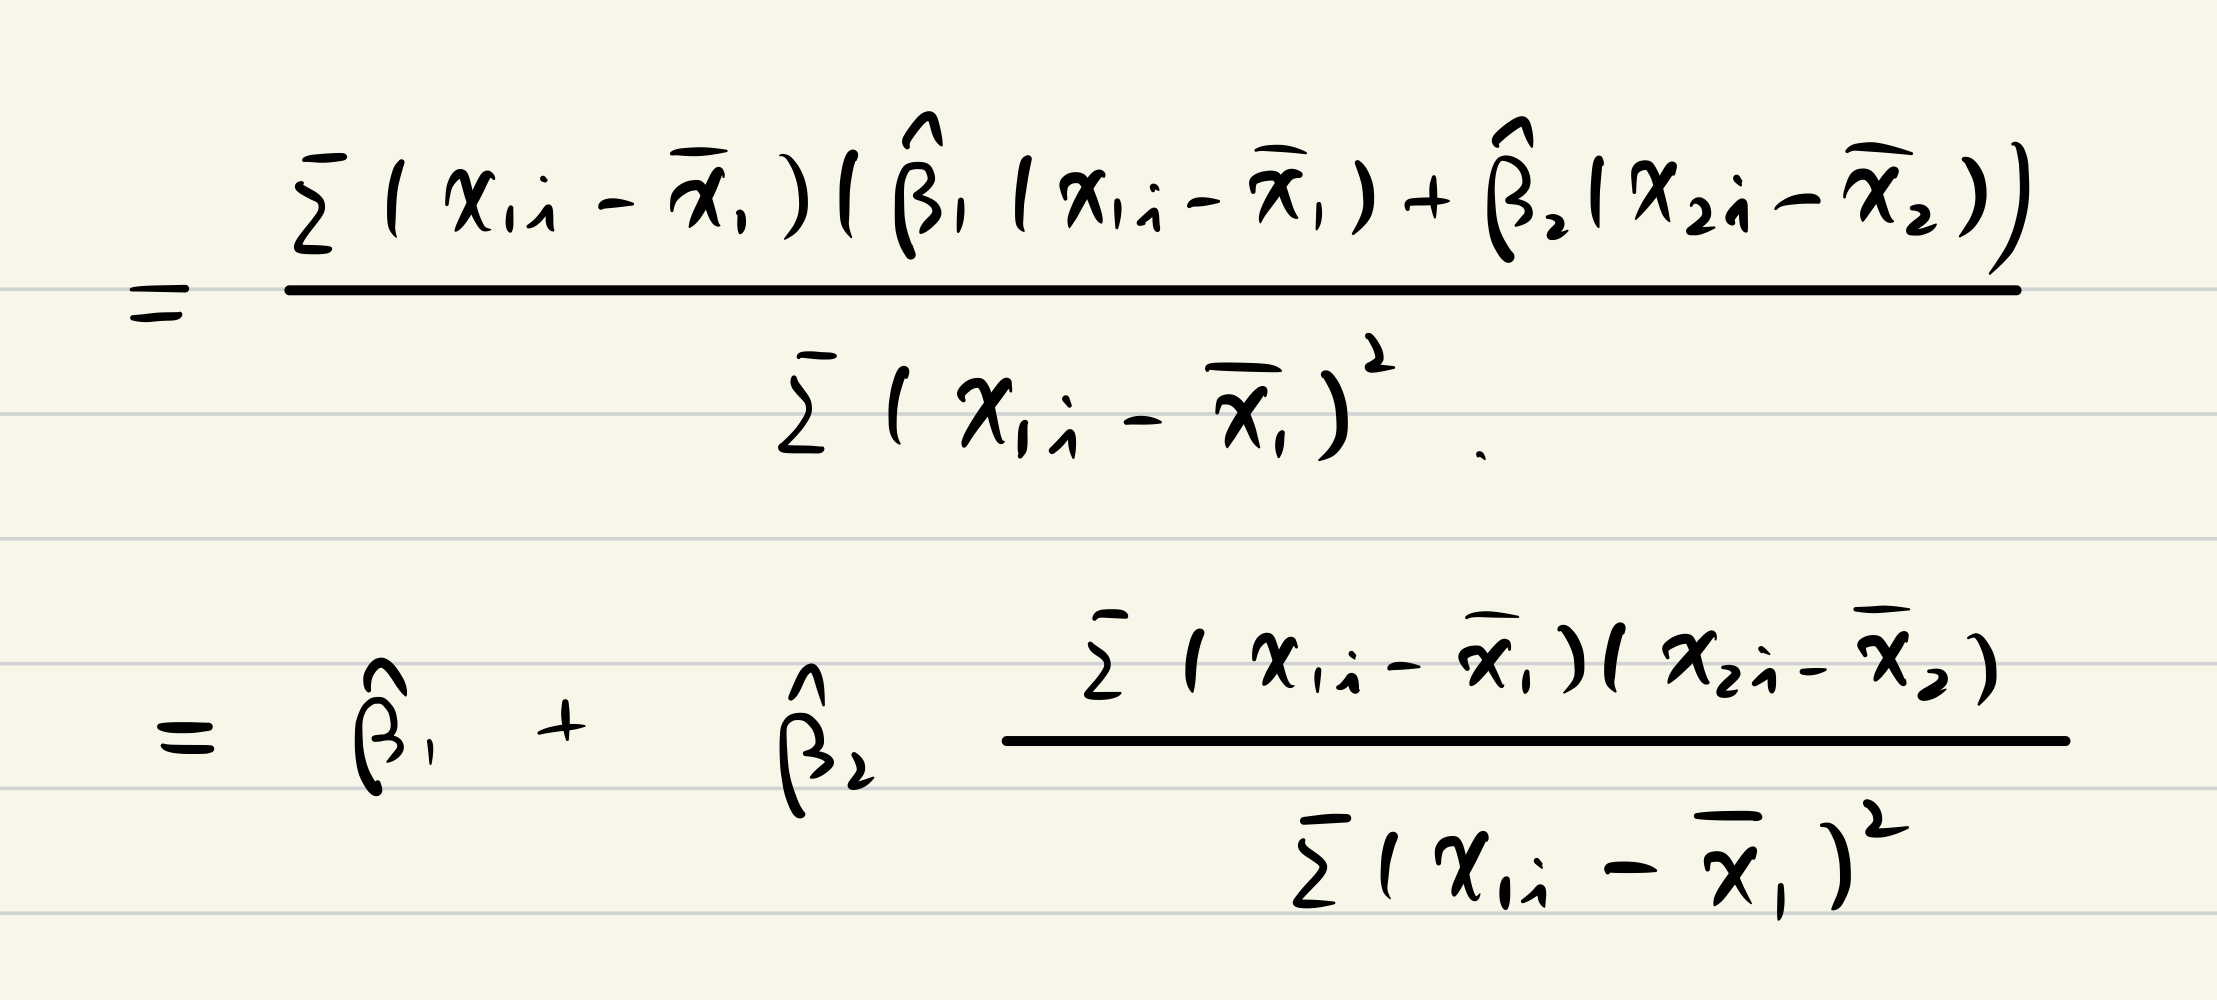 = \frac{\sum (x_{1i} - \bar{x}_1)(\hat{\beta}_1 (x_{1i} - \bar{x}_1) + \hat{\beta}_2 (x_{2i} - \bar{x}_2))}{\sum (x_{1i} - \bar{x}_1)^2}
= \hat{\beta}_1 + \hat{\beta}_2 \frac{\sum (x_{1i} - \bar{x}_1)(x_{2i} - \bar{x}_2)}{\sum (x_{1i} - \bar{x}_1)^2}